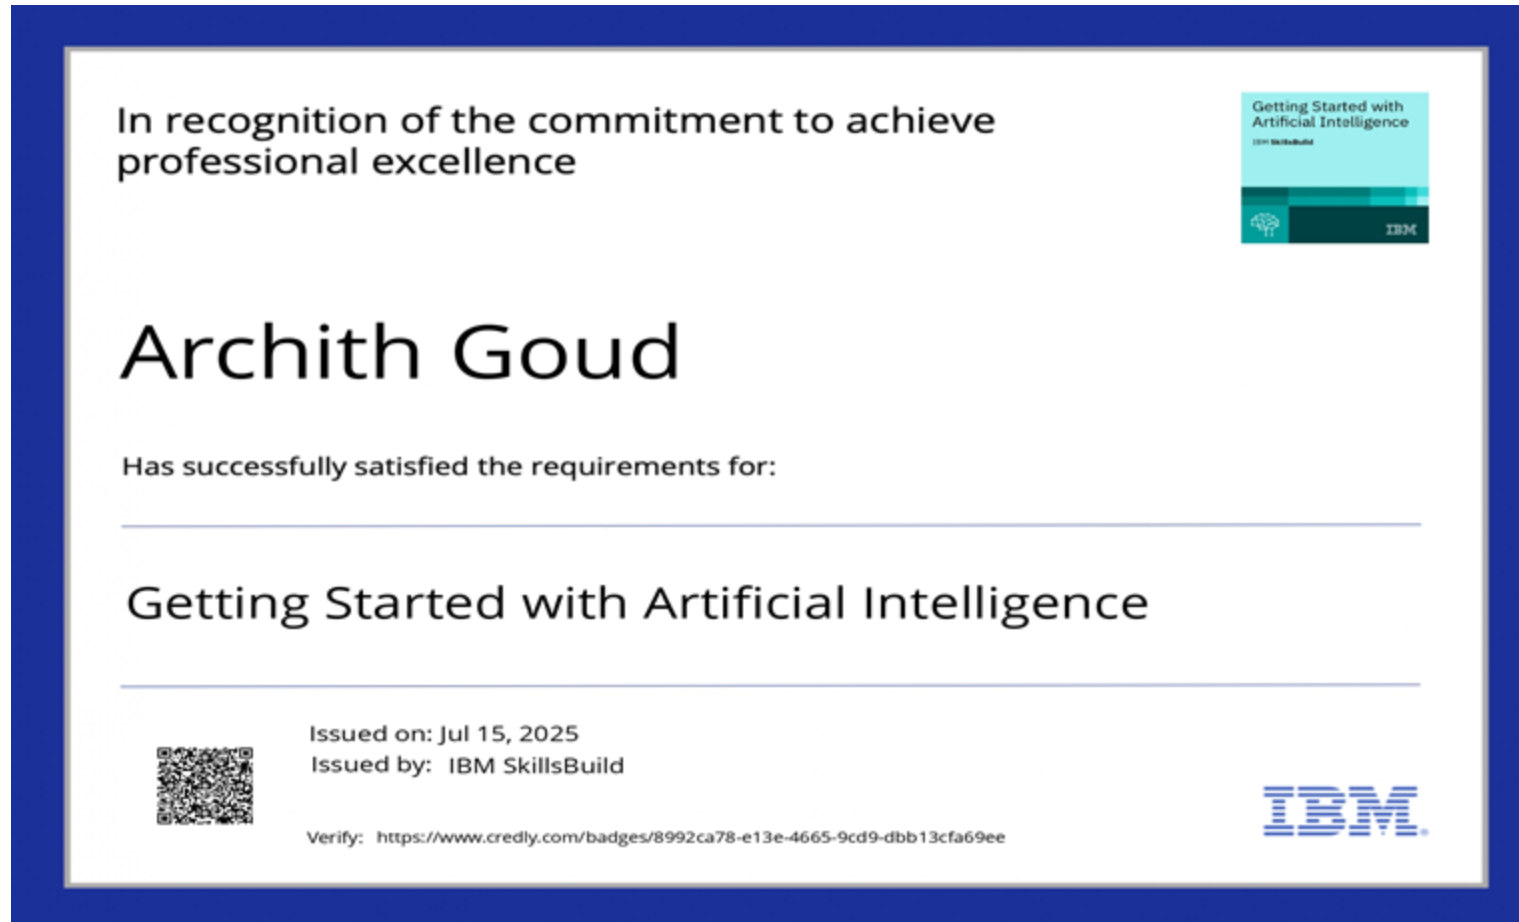 In recognition of the commitment to achieve
professional excellence
Getting Started with
Artificial Intelligence
IBM SkillsBuild
IBM
Archith Goud
Has successfully satisfied the requirements for:
Getting Started with Artificial Intelligence
Issued on: Jul 15, 2025
Issued by: IBM SkillsBuild
Verify: https://www.credly.com/badges/8992ca78-e13e-4665-9cd9-dbb13cfa69ee
IBM